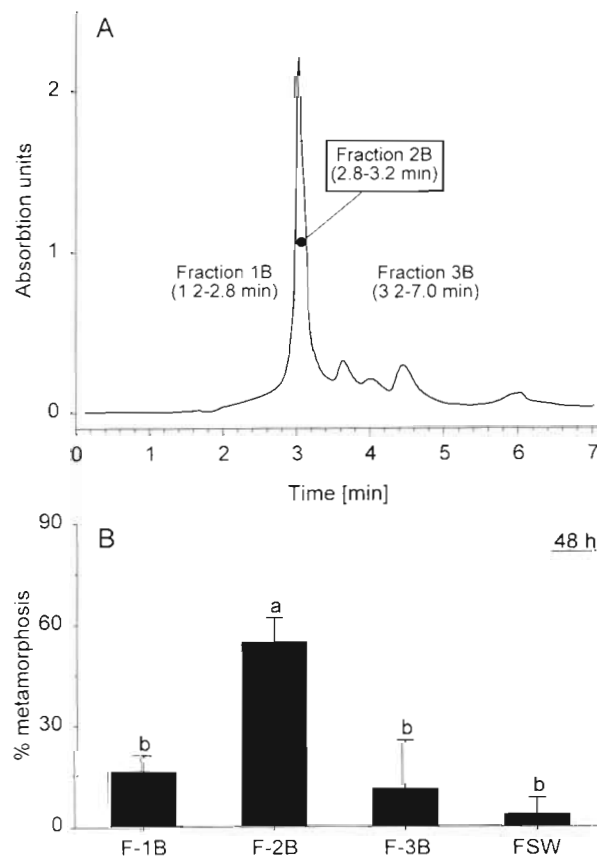 A
2
1
0
Absorbtion units
Fraction 2B
(2.8-3.2 min)
Fraction 1B
(1 2-2.8 min)
Fraction 3B
(3 2-7.0 min)
0 1 2 3 4 5 6 7
Time [min]
B
48 h
90
60
30
0
% metamorphosis
b
a
b
b
F-1B F-2B F-3B FSW